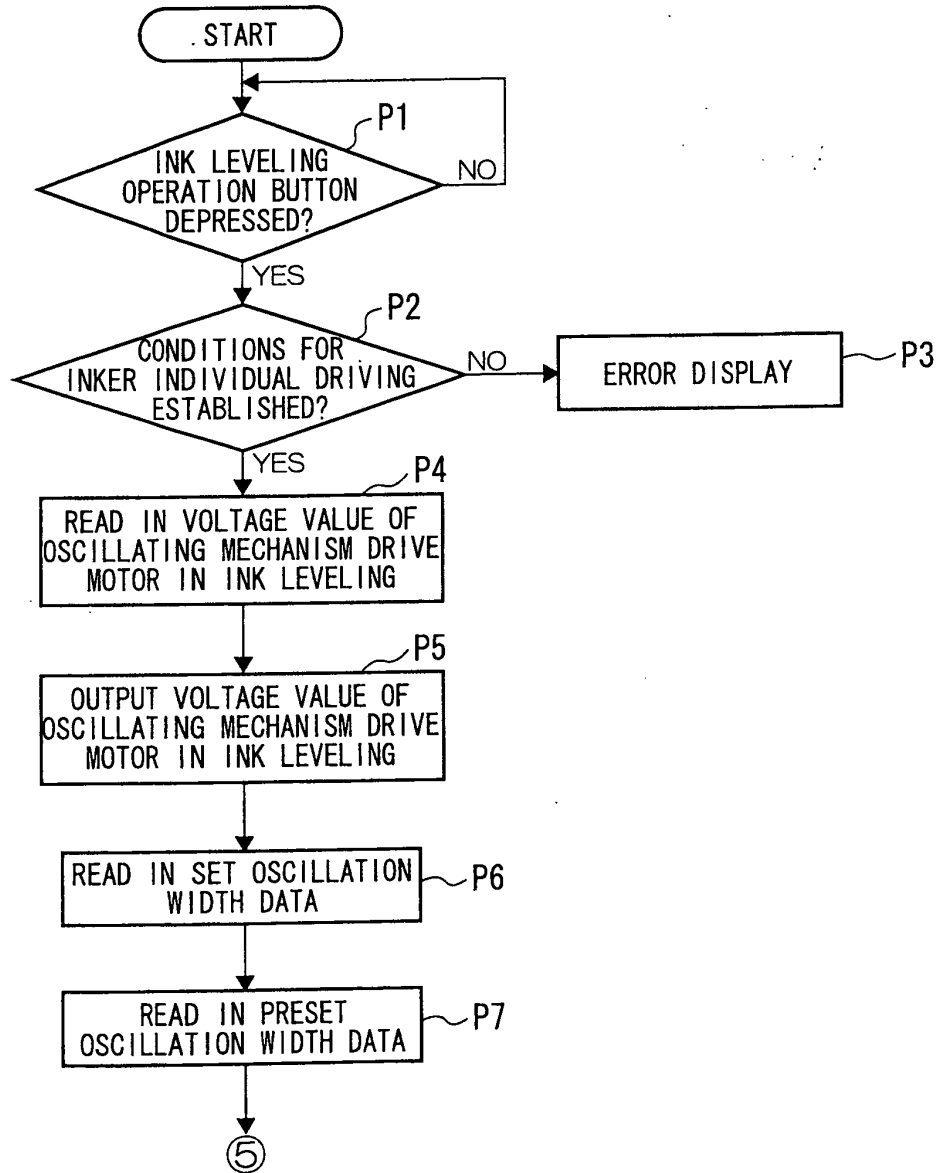 START
P1
INK LEVELING
OPERATION BUTTON
DEPRESSED?
NO
YES
P2
CONDITIONS FOR
INKER INDIVIDUAL DRIVING
ESTABLISHED?
NO
ERROR DISPLAY
P3
YES
P4
READ IN VOLTAGE VALUE OF
OSCILLATING MECHANISM DRIVE
MOTOR IN INK LEVELING
P5
OUTPUT VOLTAGE VALUE OF
OSCILLATING MECHANISM DRIVE
MOTOR IN INK LEVELING
READ IN SET OSCILLATION
WIDTH DATA
P6
READ IN PRESET
OSCILLATION WIDTH DATA
P7
⑤